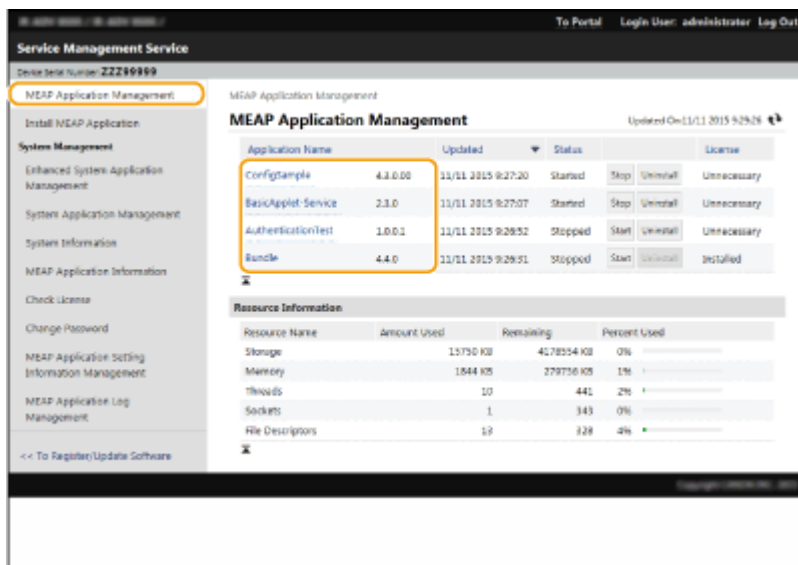 To Portal Login User: administrator Log Out
Service Management Service
Device Serial Number: ZZZ99999
MEAP Application Management
Install MEAP Application
System Management
Enhanced System Application
Management
System Application Management
System Information
MEAP Application Information
Check License
Change Password
MEAP Application Setting
Information Management
MEAP Application Log
Management
<< To Register/Update Software
MEAP Application Management
MEAP Application Management Updated On:11/11 2015 9:29:26
Application Name Updated Status License
ConfigSample 4.3.0.00 11/11 2015 9:27:20 Started Stop Uninstall Unnecessary
BasicApplet-Service 2.3.0 11/11 2015 9:27:07 Started Stop Uninstall Unnecessary
AuthenticationTest 1.0.0.1 11/11 2015 9:26:52 Stopped Start Uninstall Unnecessary
Bundle 4.4.0 11/11 2015 9:26:31 Stopped Start Uninstall Installed
Resource Information
Resource Name Amount Used Remaining Percent Used
Storage 15750 KB 4178554 KB 0%
Memory 1844 KB 279756 KB 1%
Threads 10 441 2%
Sockets 1 343 0%
File Descriptors 13 328 4%